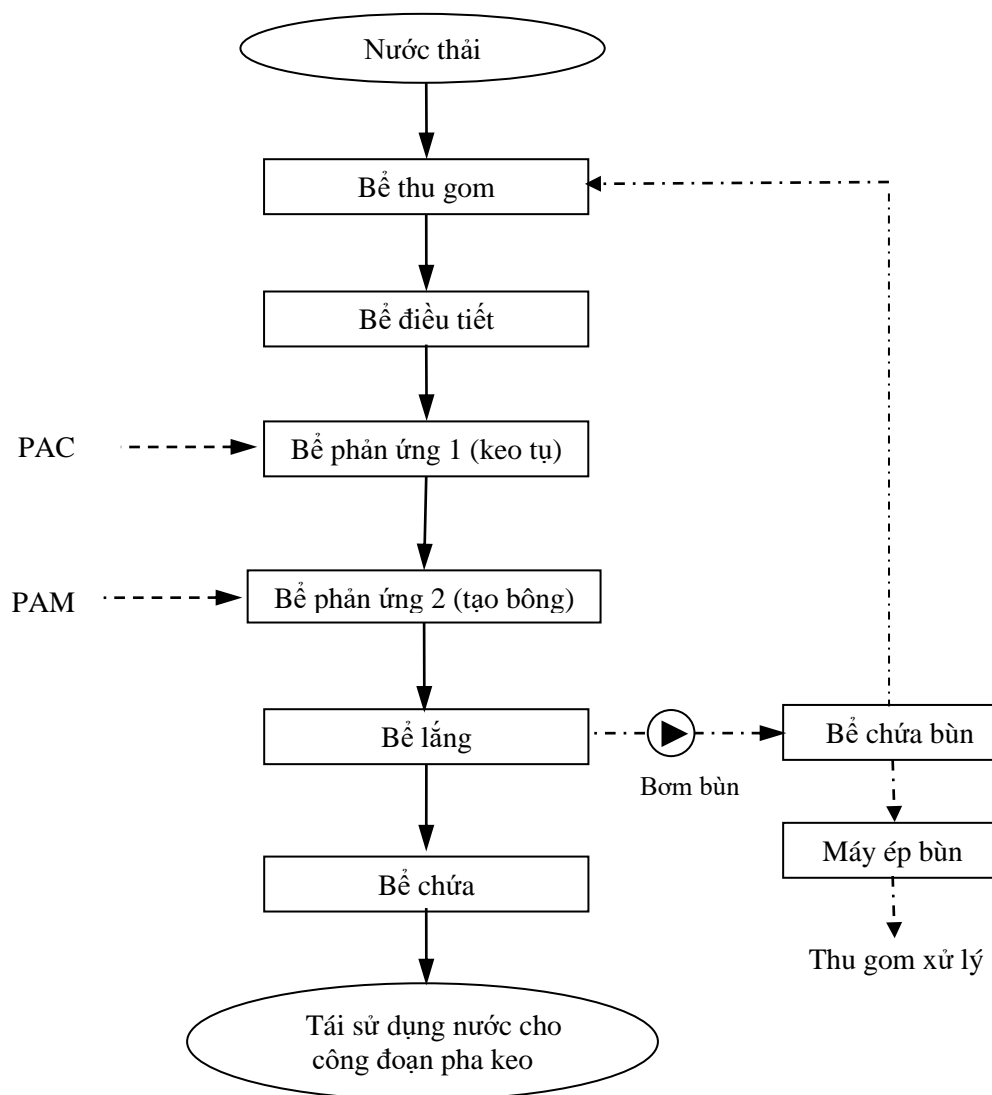 Nước thải
Bể thu gom
Bể điều tiết
PAC
Bể phản ứng 1 (keo tụ)
PAM
Bể phản ứng 2 (tạo bông)
Bể lắng
Bơm bùn
Bể chứa bùn
Máy ép bùn
Bể chứa
Thu gom xử lý
Tái sử dụng nước cho
công đoạn pha keo